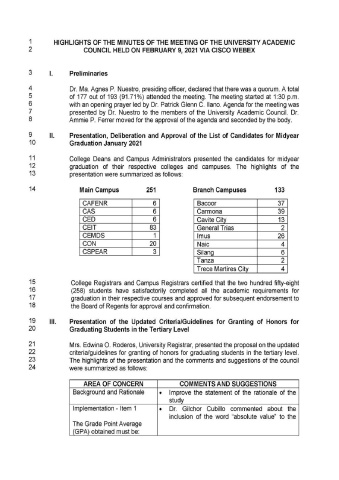 1 HIGHLIGHTS OF THE MINUTES OF THE MEETING OF THE UNIVERSITY ACADEMIC
2 COUNCIL HELD ON FEBRUARY 9, 2021 VIA CISCO WEBEX
3 I. Preliminaries
4 Dr. Ma. Agnes P. Nuestro, presiding officer, declared that there was a quorum. A total
5 of 177 out of 193 (91.71%) attended the meeting. The meeting started at 1:30 p.m.
6 with an opening prayer led by Dr. Patrick Glenn C. Ilano. Agenda for the meeting was
7 presented by Dr. Nuestro to the members of the University Academic Council. Dr.
8 Ammie P. Ferrer moved for the approval of the agenda and seconded by the body.
9 II. Presentation, Deliberation and Approval of the List of Candidates for Midyear
10 Graduation January 2021
11 College Deans and Campus Administrators presented the candidates for midyear
12 graduation of their respective colleges and campuses. The highlights of the
13 presentation were summarized as follows:
14 Main Campus 251 Branch Campuses 133
CAFENR 6
CAS 6
CED 6
CEIT 83
CEMDS 1
CON 20
CSPEAR 3
Bacoor 37
Carmona 39
Cavite City 13
General Trias 2
Imus 26
Naic 4
Silang 6
Tanza 2
Trece Martires City 4
15 College Registrars and Campus Registrars certified that the two hundred fifty-eight
16 (258) students have satisfactorily completed all the academic requirements for
17 graduation in their respective courses and approved for subsequent endorsement to
18 the Board of Regents for approval and confirmation.
19 III. Presentation of the Updated Criteria/Guidelines for Granting of Honors for
20 Graduating Students in the Tertiary Level
21 Mrs. Edwina O. Roderos, University Registrar, presented the proposal on the updated
22 criteria/guidelines for granting of honors for graduating students in the tertiary level.
23 The highlights of the presentation and the comments and suggestions of the council
24 were summarized as follows:
AREA OF CONCERN COMMENTS AND SUGGESTIONS
Background and Rationale • Improve the statement of the rationale of the
study
Implementation - Item 1 • Dr. Gilchor Cubillo commented about the
inclusion of the word "absolute value" to the
The Grade Point Average
(GPA) obtained must be: